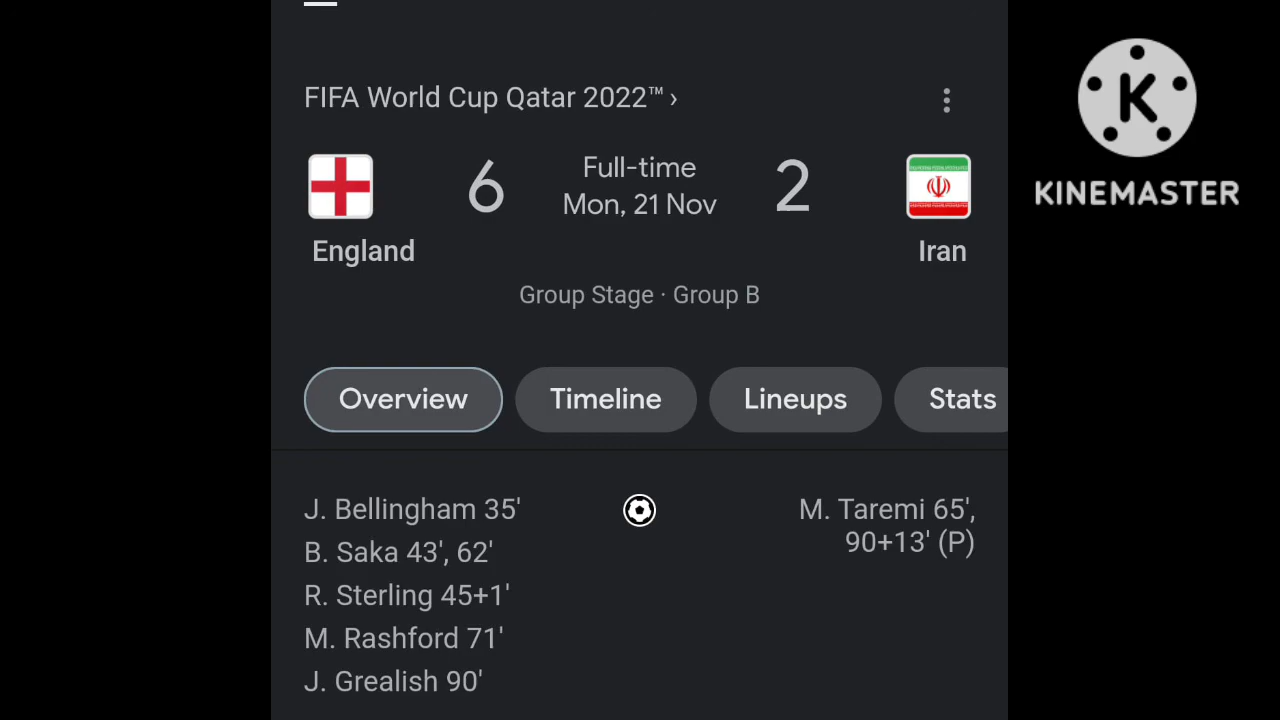 FIFA World Cup Qatar 2022™ ›
6 Full-time 2
Mon, 21 Nov
England Iran
Group Stage · Group B
Overview Timeline Lineups Stats
J. Bellingham 35' M. Taremi 65',
90+13' (P)
B. Saka 43', 62'
R. Sterling 45+1'
M. Rashford 71'
J. Grealish 90'
K
KINEMASTER